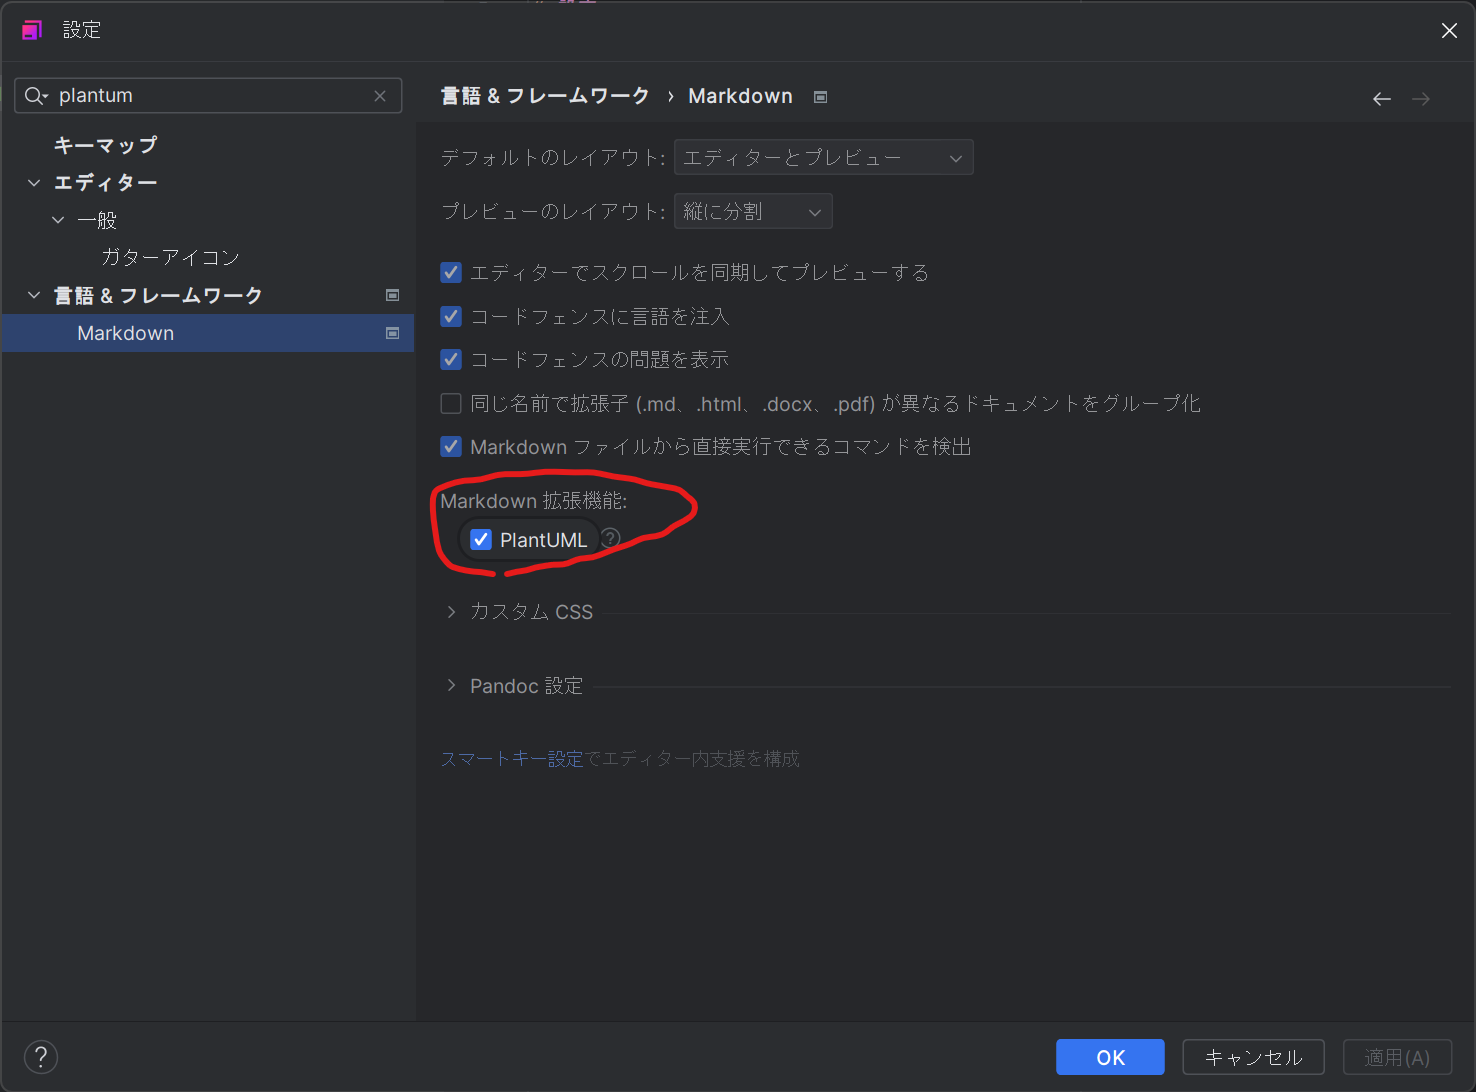 設定
plantum
キーマップ
エディター
一般
ガターアイコン
言語 & フレームワーク
Markdown
言語 & フレームワーク › Markdown
デフォルトのレイアウト: エディターとプレビュー
プレビューのレイアウト: 縦に分割
エディターでスクロールを同期してプレビューする
コードフェンスに言語を注入
コードフェンスの問題を表示
同じ名前で拡張子 (.md、.html、.docx、.pdf) が異なるドキュメントをグループ化
Markdown ファイルから直接実行できるコマンドを検出
Markdown 拡張機能:
PlantUML ?
カスタム CSS
Pandoc 設定
スマートキー設定でエディター内支援を構成
? OK キャンセル 適用(A)